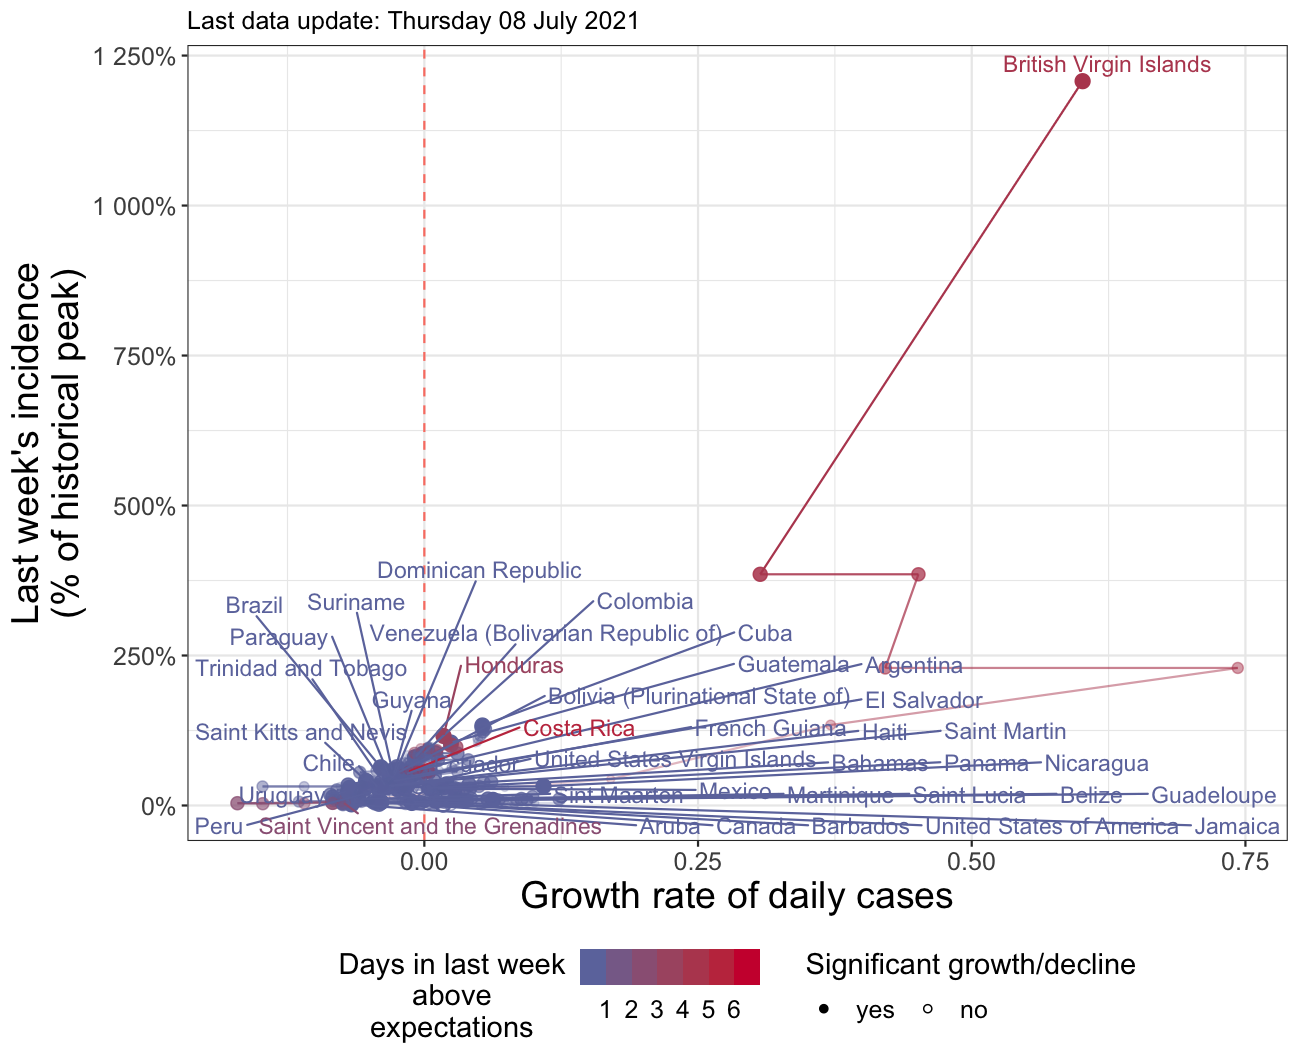 Last data update: Thursday 08 July 2021
Last week's incidence
(% of historical peak)
1 250%
1 000%
750%
500%
250%
0%
British Virgin Islands
Dominican Republic
Brazil
Suriname
Colombia
Paraguay
Venezuela (Bolivarian Republic of)
Cuba
Trinidad and Tobago
Honduras
Guatemala
Argentina
Guyana
Bolivia (Plurinational State of)
El Salvador
Saint Kitts and Nevis
Costa Rica
French Guiana
Haiti
Saint Martin
Chile
United States Virgin Islands
Bahamas
Panama
Nicaragua
Uruguay
Maarten
Mexico
Martinique
Saint Lucia
Belize
Guadeloupe
Peru
Saint Vincent and the Grenadines
Aruba
Canada
Barbados
United States of America
Jamaica
0.00
0.25
0.50
0.75
Growth rate of daily cases
Days in last week
above
expectations
1 2 3 4 5 6
Significant growth/decline
yes
no